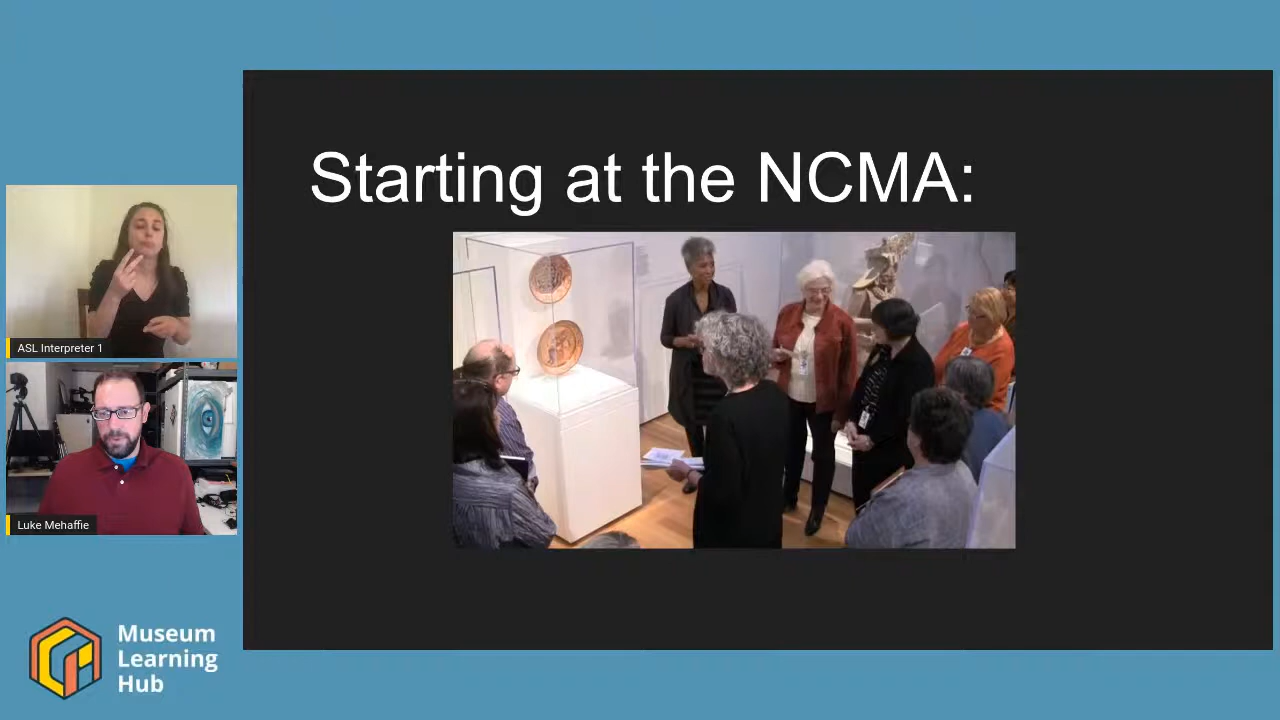 Starting at the NCMA:
ASL Interpreter 1
Luke Mehaffie
Museum
Learning
Hub